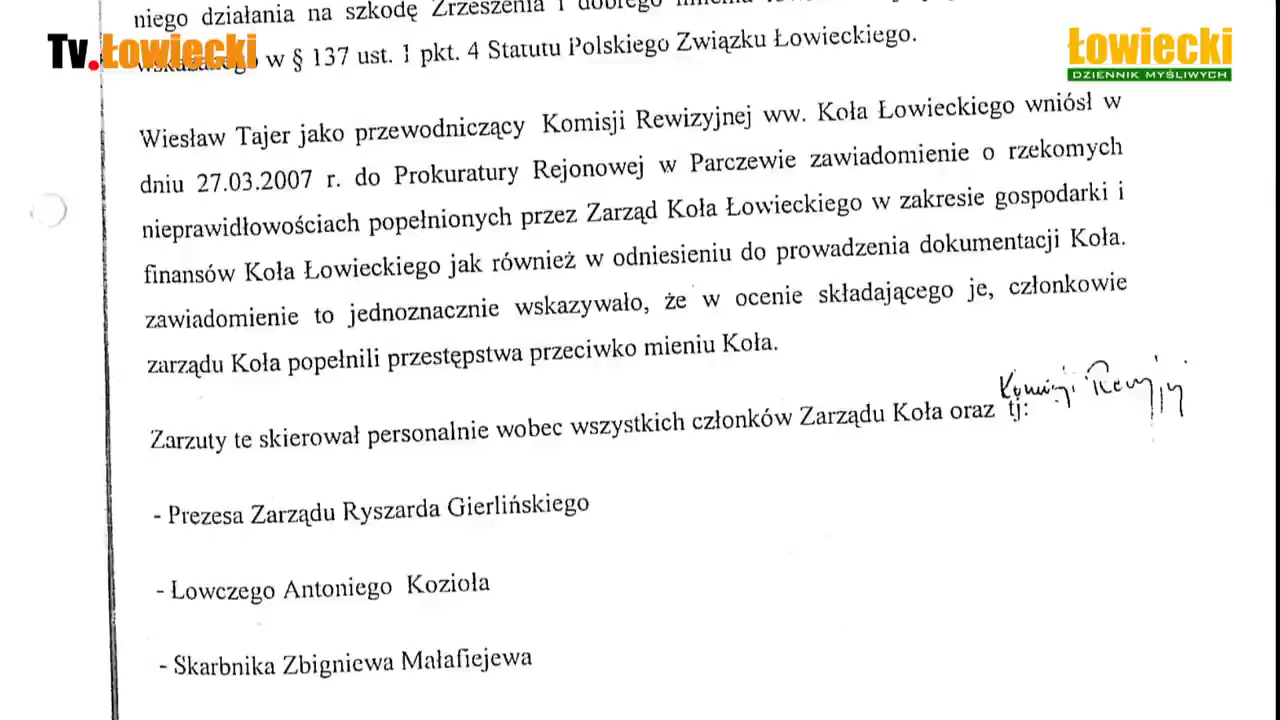 niego działania na szkodę Zrzeszenia i dobrego imienia
Tv.Łowiecki
Łowiecki
DZIENNIK MYŚLIWYCH
wskazanego w § 137 ust. 1 pkt. 4 Statutu Polskiego Związku Łowieckiego.
Wiesław Tajer jako przewodniczący Komisji Rewizyjnej ww. Koła Łowieckiego wniósł w
dniu 27.03.2007 r. do Prokuratury Rejonowej w Parczewie zawiadomienie o rzekomych
nieprawidłowościach popełnionych przez Zarząd Koła Łowieckiego w zakresie gospodarki i
finansów Koła Łowieckiego jak również w odniesieniu do prowadzenia dokumentacji Koła.
zawiadomienie to jednoznacznie wskazywało, że w ocenie składającego je, członkowie
zarządu Koła popełnili przestępstwa przeciwko mieniu Koła.
Komisji Rewizyj
Zarzuty te skierował personalnie wobec wszystkich członków Zarządu Koła oraz tj:
- Prezesa Zarządu Ryszarda Gierlińskiego
- Łowczego Antoniego Kozioła
- Skarbnika Zbigniewa Małafiejewa